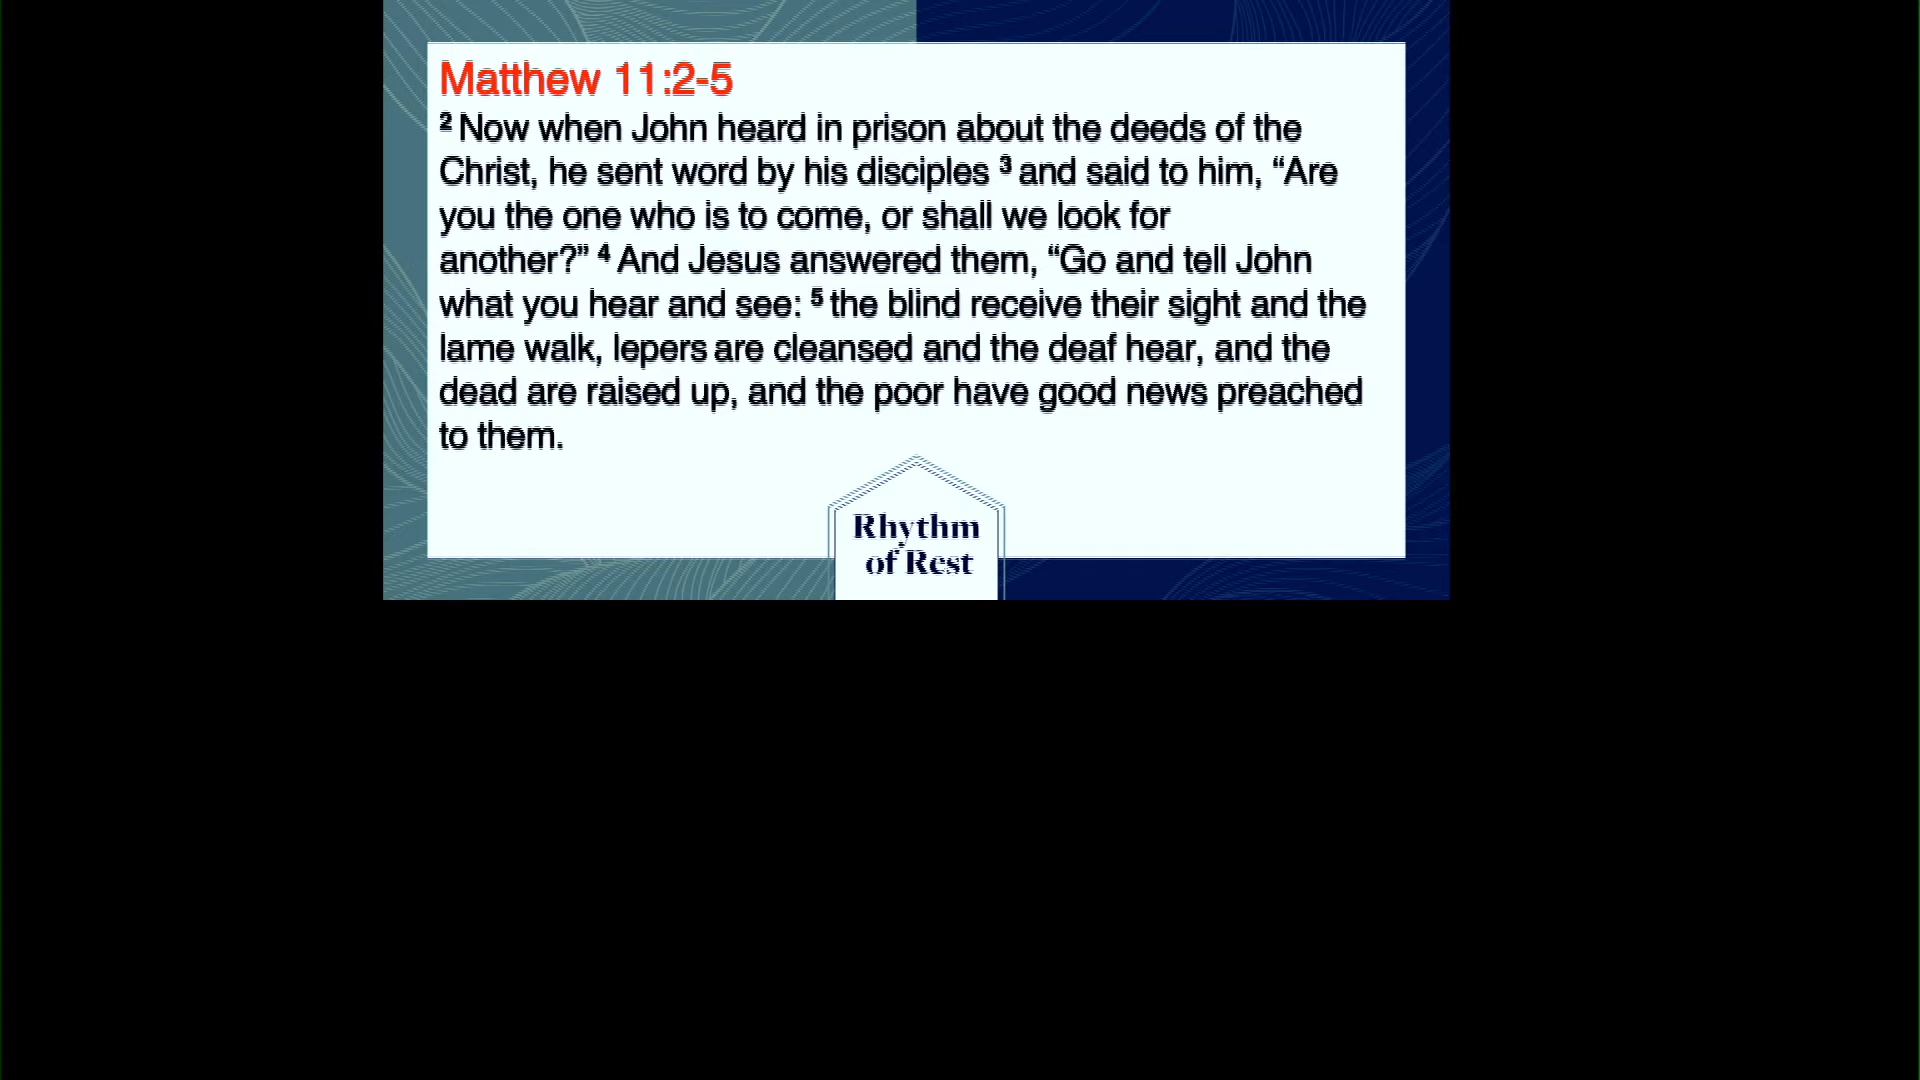 Matthew 11:2-5
2 Now when John heard in prison about the deeds of the
Christ, he sent word by his disciples 3 and said to him, “Are
you the one who is to come, or shall we look for
another?” 4 And Jesus answered them, “Go and tell John
what you hear and see: 5 the blind receive their sight and the
lame walk, lepers are cleansed and the deaf hear, and the
dead are raised up, and the poor have good news preached
to them.
Rhythm
of Rest